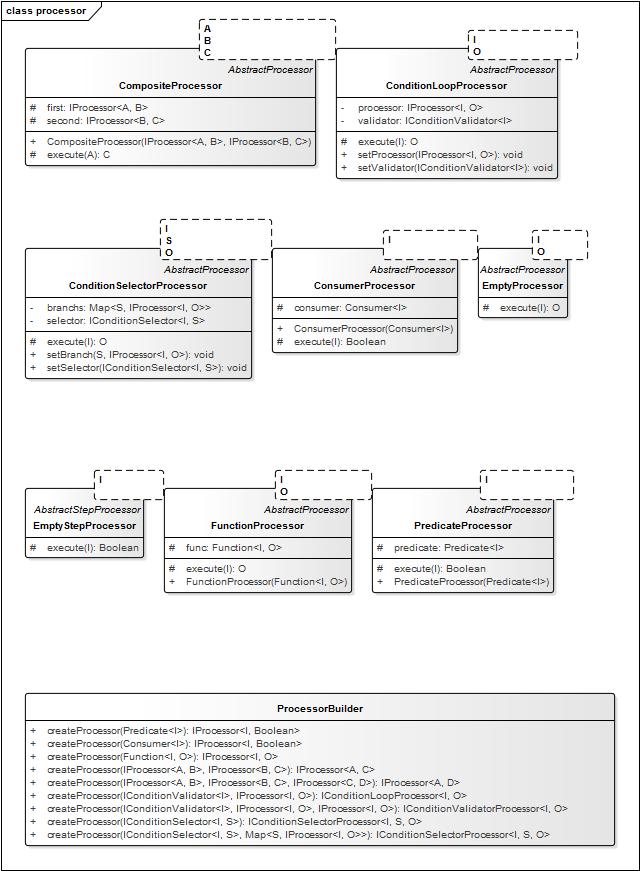 class processor
A
B
C
AbstractProcessor
CompositeProcessor
# first: IProcessor<A, B>
# second: IProcessor<B, C>
+ CompositeProcessor(IProcessor<A, B>, IProcessor<B, C>)
# execute(A): C
I
O
AbstractProcessor
ConditionLoopProcessor
- processor: IProcessor<I, O>
- validator: IConditionValidator<I>
# execute(I): O
+ setProcessor(IProcessor<I, O>): void
+ setValidator(IConditionValidator<I>): void
I
S
O
AbstractProcessor
ConditionSelectorProcessor
- branchs: Map<S, IProcessor<I, O>>
- selector: IConditionSelector<I, S>
# execute(I): O
+ setBranch(S, IProcessor<I, O>): void
+ setSelector(IConditionSelector<I, S>): void
I
AbstractProcessor
ConsumerProcessor
# consumer: Consumer<I>
+ ConsumerProcessor(Consumer<I>)
# execute(I): Boolean
I
O
AbstractProcessor
EmptyProcessor
# execute(I): O
I
AbstractStepProcessor
EmptyStepProcessor
# execute(I): Boolean
I
O
AbstractProcessor
FunctionProcessor
# func: Function<I, O>
# execute(I): O
+ FunctionProcessor(Function<I, O>)
I
AbstractProcessor
PredicateProcessor
# predicate: Predicate<I>
# execute(I): Boolean
+ PredicateProcessor(Predicate<I>)
ProcessorBuilder
+ createProcessor(Predicate<I>): IProcessor<I, Boolean>
+ createProcessor(Consumer<I>): IProcessor<I, Boolean>
+ createProcessor(Function<I, O>): IProcessor<I, O>
+ createProcessor(IProcessor<A, B>, IProcessor<B, C>): IProcessor<A, C>
+ createProcessor(IProcessor<A, B>, IProcessor<B, C>, IProcessor<C, D>): IProcessor<A, D>
+ createProcessor(IConditionValidator<I>, IProcessor<I, O>): IConditionLoopProcessor<I, O>
+ createProcessor(IConditionValidator<I>, IProcessor<I, O>, IProcessor<I, O>): IConditionValidatorProcessor<I, O>
+ createProcessor(IConditionSelector<I, S>): IConditionSelectorProcessor<I, S, O>
+ createProcessor(IConditionSelector<I, S>, Map<S, IProcessor<I, O>>): IConditionSelectorProcessor<I, S, O>